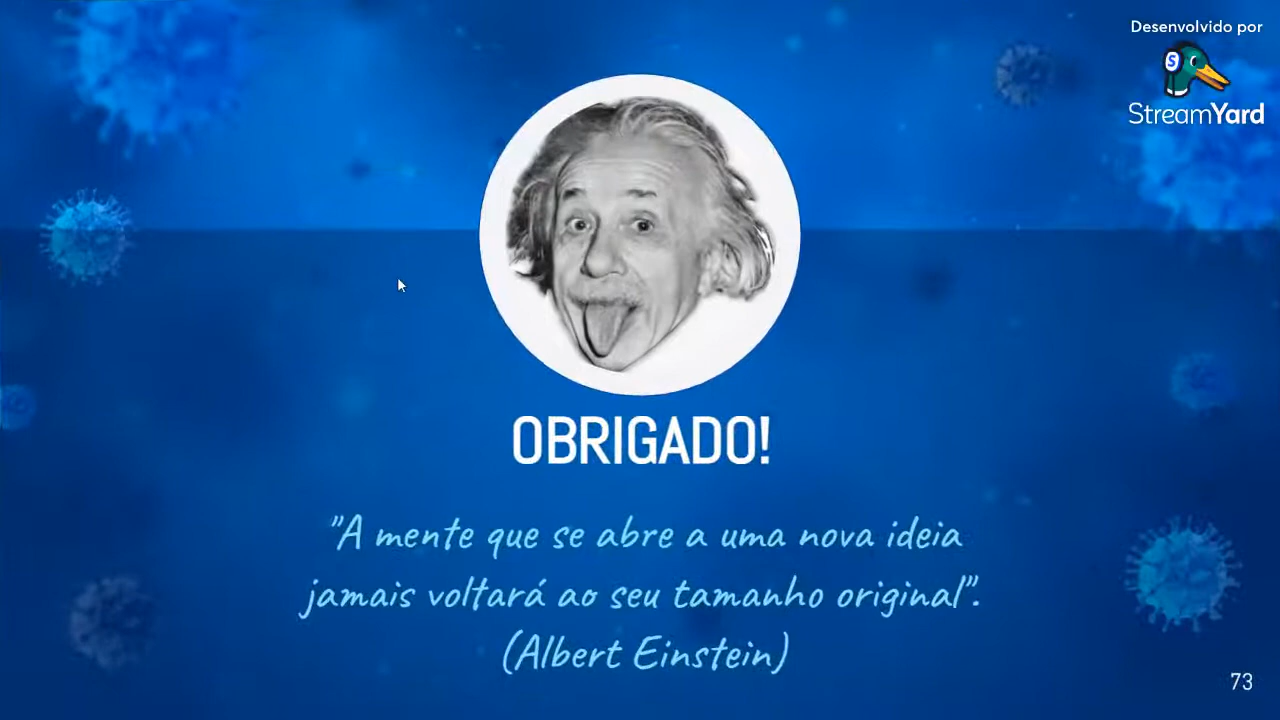 Desenvolvido por
S
StreamYard
OBRIGADO!
"A mente que se abre a uma nova ideia
jamais voltará ao seu tamanho original".
(Albert Einstein)
73